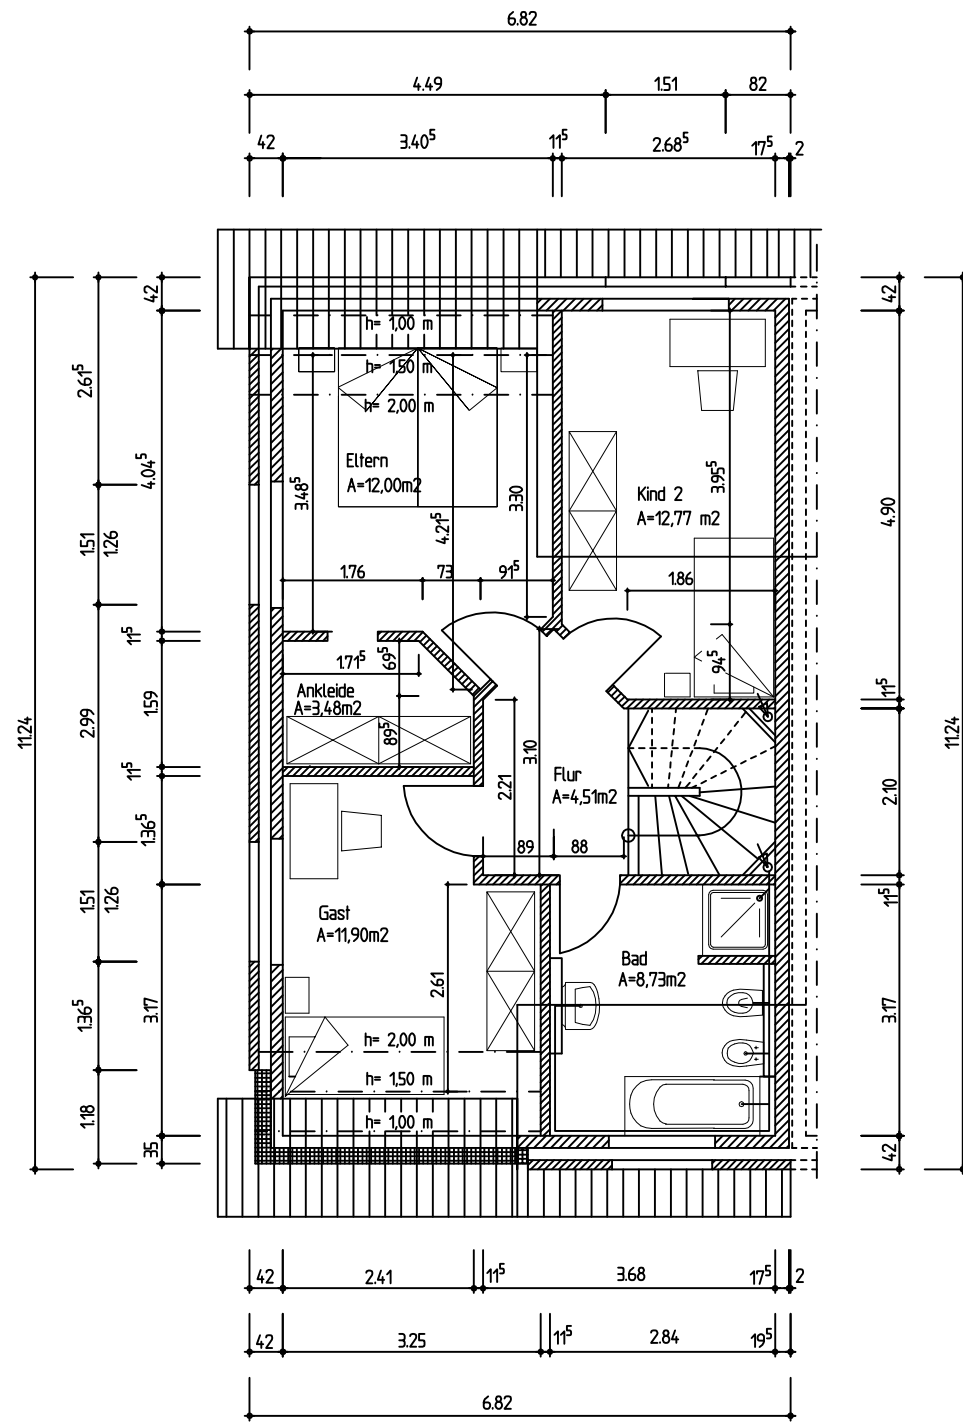 6.82
4.49 1.51 82
42 3.40⁵ 11⁵ 2.68⁵ 17⁵ 2
42
2.61⁵
4.04⁵
1.51
1.26
11⁵
11.24
2.99
1.59
11⁵
1.36⁵
1.51
1.26
1.36⁵
3.17
1.18
35
h= 1,00 m
h= 1,50 m
h= 2,00 m
Eltern
A=12,00m2
3.48⁵
4.21⁵
3.30
1.76 73 91⁵
Kind 2
A=12,77 m2
3.95⁵
1.86
94⁵
1.71⁵
69⁵
Ankleide
A=3,48m2
89⁵
2.21
3.10
Flur
A=4,51m2
89 88
Gast
A=11,90m2
2.61
Bad
A=8,73m2
h= 2,00 m
h= 1,50 m
h= 1,00 m
42
4.90
11⁵
2.10
11⁵
3.17
42
11.24
42 2.41 11⁵ 3.68 17⁵ 2
42 3.25 11⁵ 2.84 19⁵
6.82